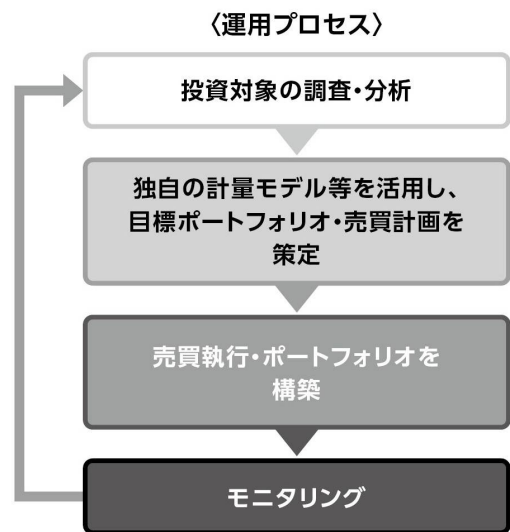 〈運用プロセス〉
投資対象の調査・分析
独自の計量モデル等を活用し、
目標ポートフォリオ・売買計画を
策定
売買執行・ポートフォリオを
構築
モニタリング